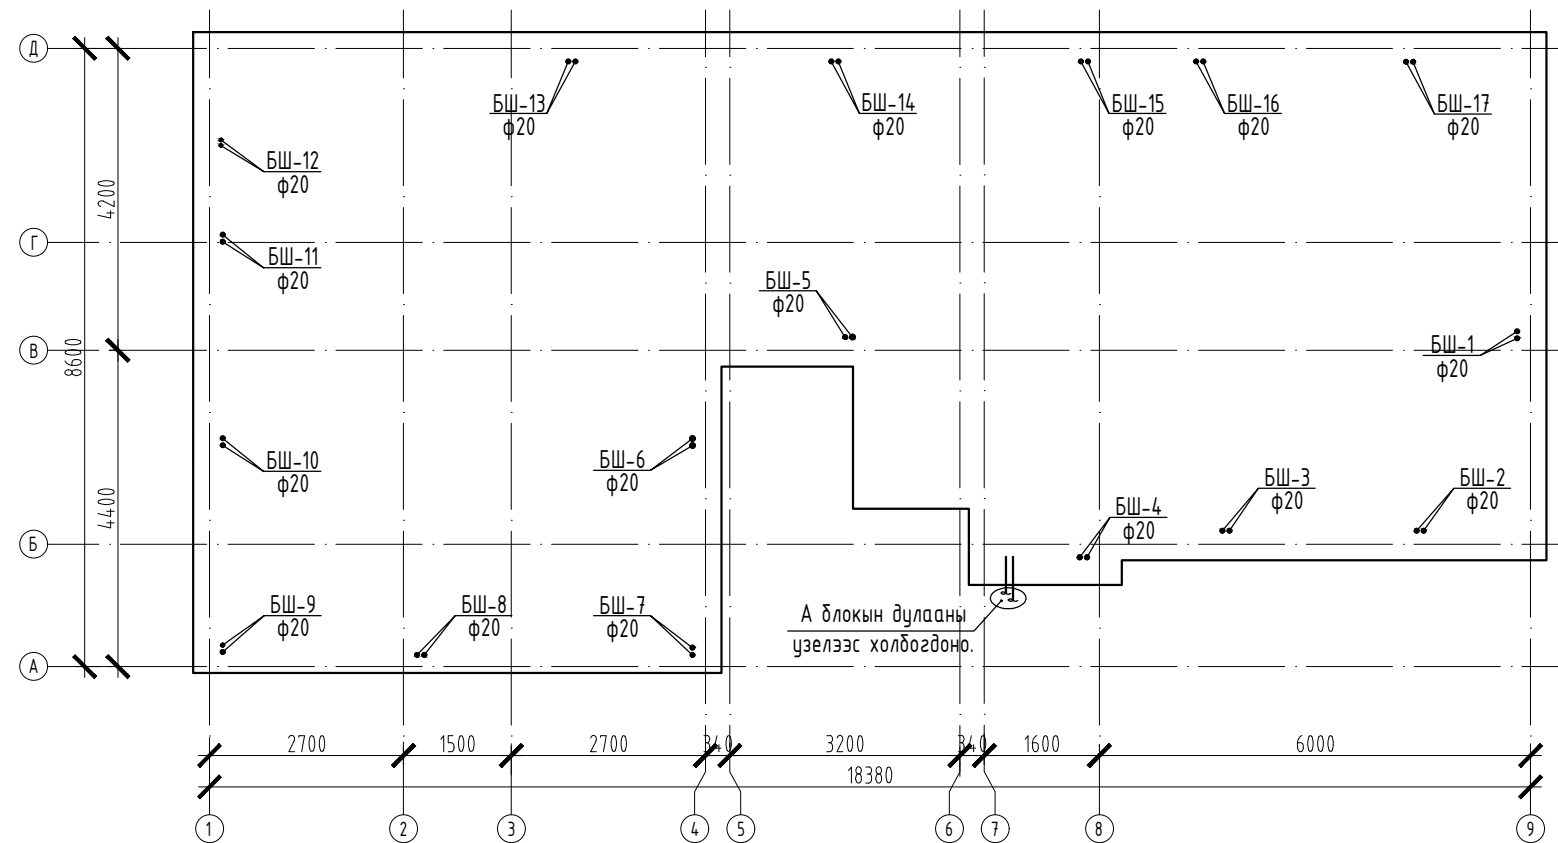 Д
БШ-13
ф20
БШ-14
ф20
БШ-15
ф20
БШ-16
ф20
БШ-17
ф20
БШ-12
ф20
4200
Г
БШ-11
ф20
БШ-5
ф20
В
8600
БШ-1
ф20
БШ-10
ф20
БШ-6
ф20
БШ-3
ф20
БШ-2
ф20
4400
БШ-4
ф20
Б
БШ-9
ф20
БШ-8
ф20
БШ-7
ф20
А блокын дулааны
узелээс холбогдоно.
А
2700
1500
2700
340
3200
340
1600
6000
18380
1
2
3
4
5
6
7
8
9